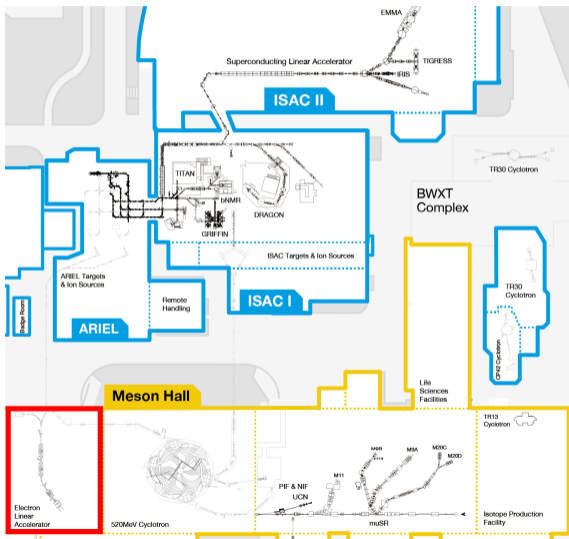 EMMA
Superconducting Linear Accelerator
TIGRESS
IRIS
ISAC II
TR30 Cyclotron
TITAN
bNMR
BWXT
Complex
DRAGON
GRIFFIN
ISAC Targets & Ion Sources
ARIEL Targets
& Ion Sources
TR30
Cyclotron
Remote
Handling
ISAC I
Badge Room
ARIEL
CP42 Cyclotron
Life
Sciences
Facilities
Meson Hall
TR13
Cyclotron
M9B
M9A
M20C
M20D
M11
PIF & NIF
UCN
Electron
Linear
Accelerator
520MeV Cyclotron
muSR
Isotope Production
Facility